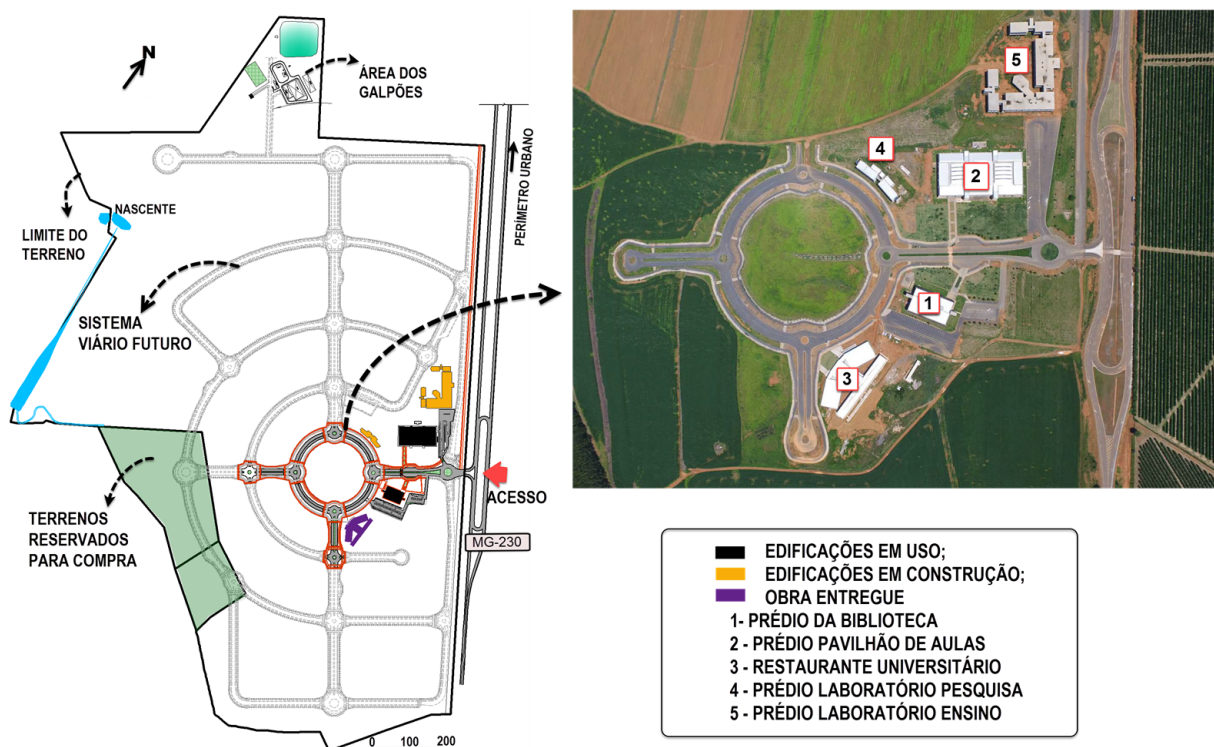 N
ÁREA DOS
GALPÕES
PERÍMETRO URBANO
NASCENTE
LIMITE DO
TERRENO
SISTEMA
VIÁRIO FUTURO
ACESSO
TERRENOS
RESERVADOS
PARA COMPRA
MG-230
0 100 200
5
4
2
1
3
EDIFICAÇÕES EM USO;
EDIFICAÇÕES EM CONSTRUÇÃO;
OBRA ENTREGUE
1- PRÉDIO DA BIBLIOTECA
2 - PRÉDIO PAVILHÃO DE AULAS
3 - RESTAURANTE UNIVERSITÁRIO
4 - PRÉDIO LABORATÓRIO PESQUISA
5 - PRÉDIO LABORATÓRIO ENSINO